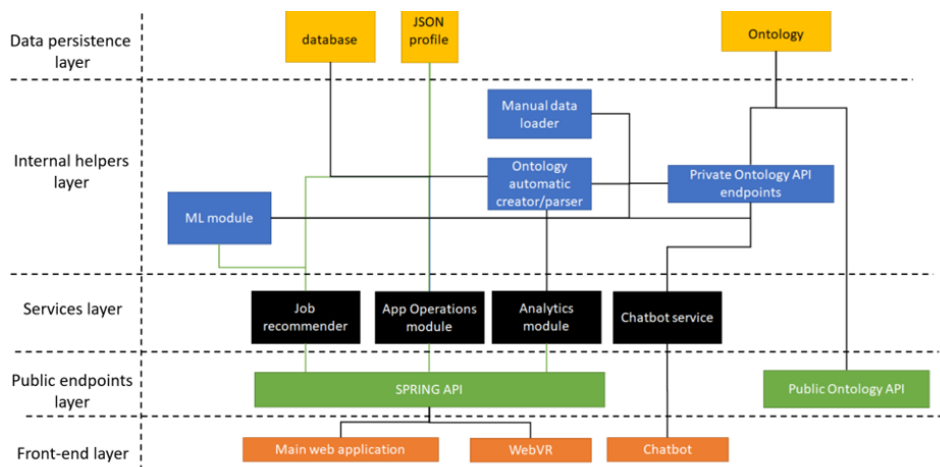 Data persistence
layer
database
JSON
profile
Ontology
Internal helpers
layer
Manual data
loader
Ontology
automatic
creator/parser
Private Ontology API
endpoints
ML module
Services layer
Job
recommender
App Operations
module
Analytics
module
Chatbot service
Public endpoints
layer
SPRING API
Public Ontology API
Front-end layer
Main web application
WebVR
Chatbot